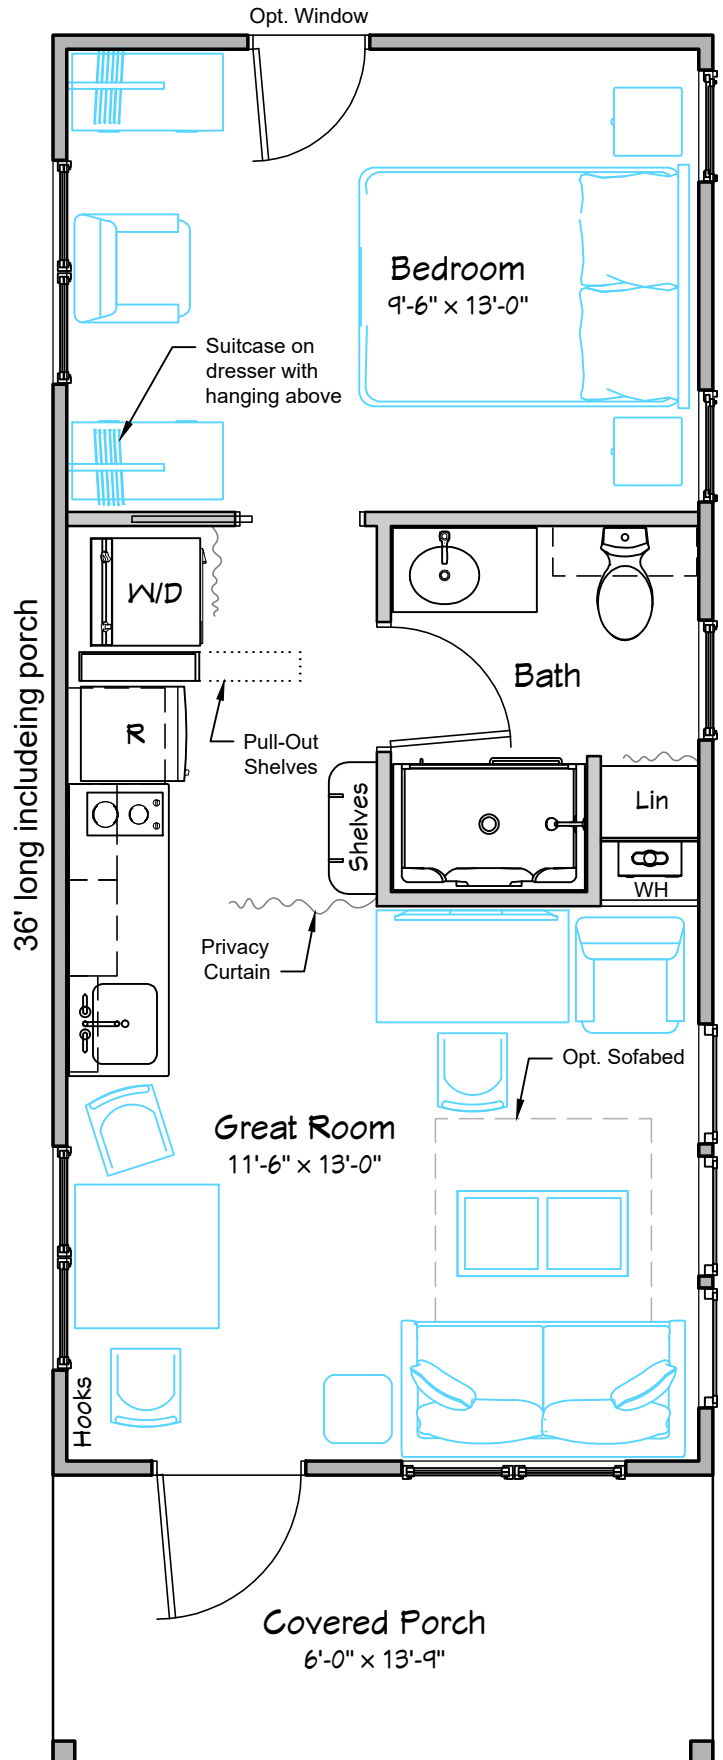 Opt. Window
Bedroom
9'-6" x 13'-0"
Suitcase on
dresser with
hanging above
W/D
Bath
R
Pull-Out
Shelves
Shelves
Lin
WH
36' long includeing porch
Privacy
Curtain
Opt. Sofabed
Great Room
11'-6" x 13'-0"
Hooks
Covered Porch
6'-0" x 13'-9"